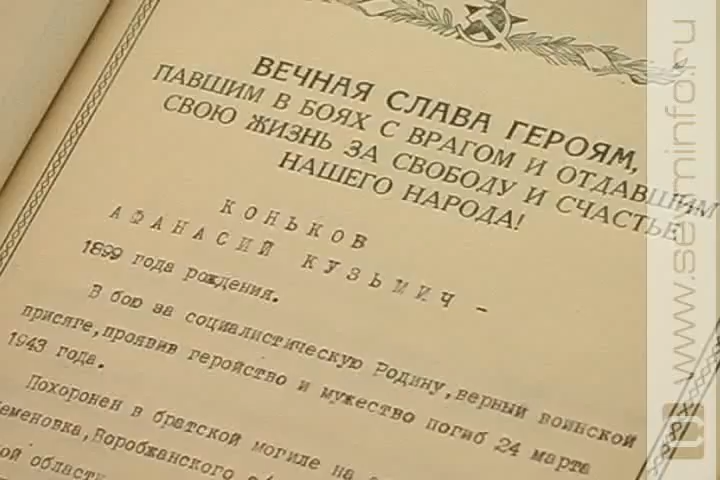 ВЕЧНАЯ СЛАВА ГЕРОЯМ,
ПАВШИМ В БОЯХ С ВРАГОМ И ОТДАВШИМ
СВОЮ ЖИЗНЬ ЗА СВОБОДУ И СЧАСТЬЕ
НАШЕГО НАРОДА!
КОНЬКОВ
АФАНАСИЙ КУЗЬМИЧ -
1899 года рождения.
В бою за социалистическую Родину, верный воинской
присяге, проявив геройство и мужество погиб 24 марта
1943 года.
Похоронен в братской могиле на
Воробжанского
области
www.seyminfo.ru